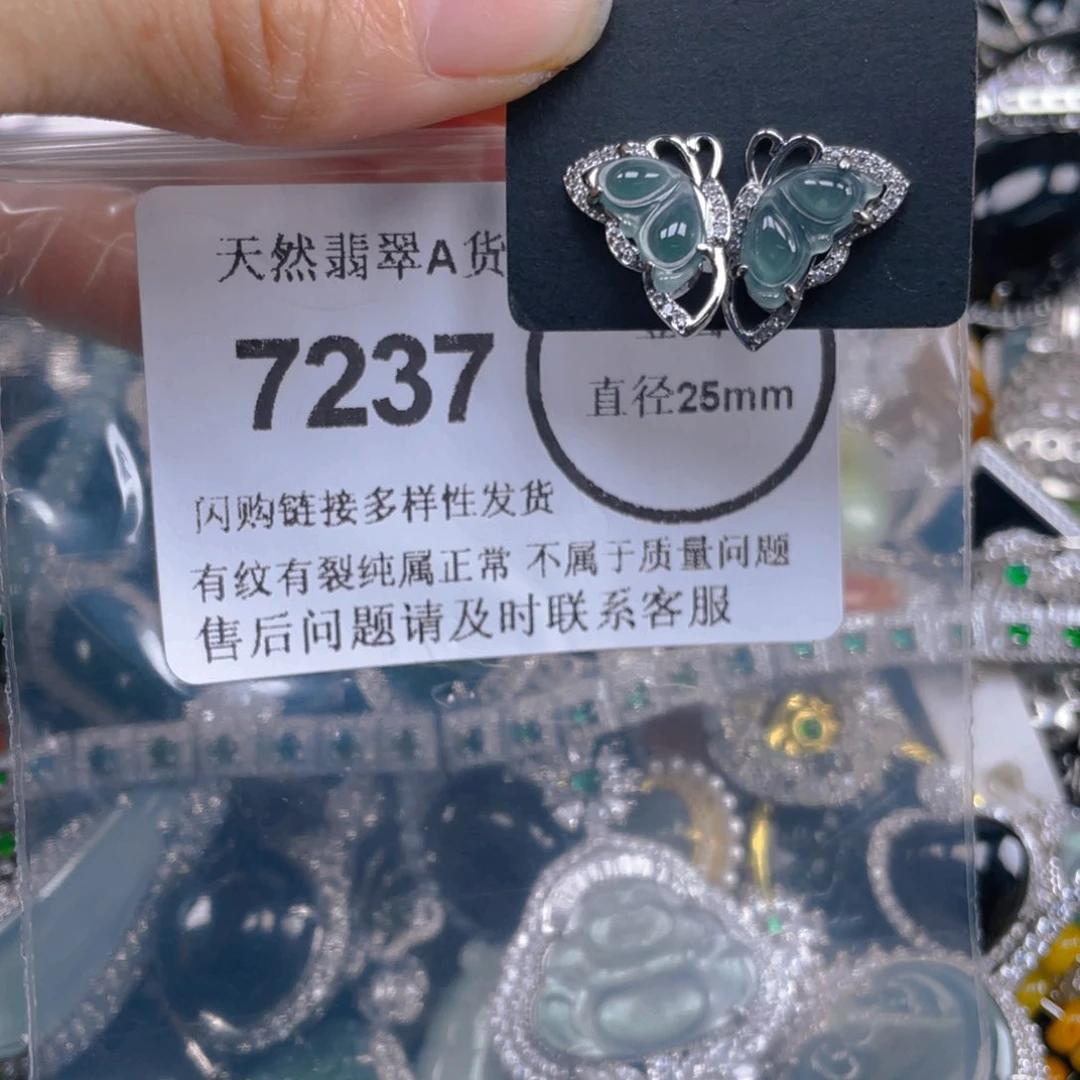 天然翡翠A货
7237
直径25mm
闪购链接多样性发货
有纹有裂纯属正常 不属于质量问题
售后问题请及时联系客服